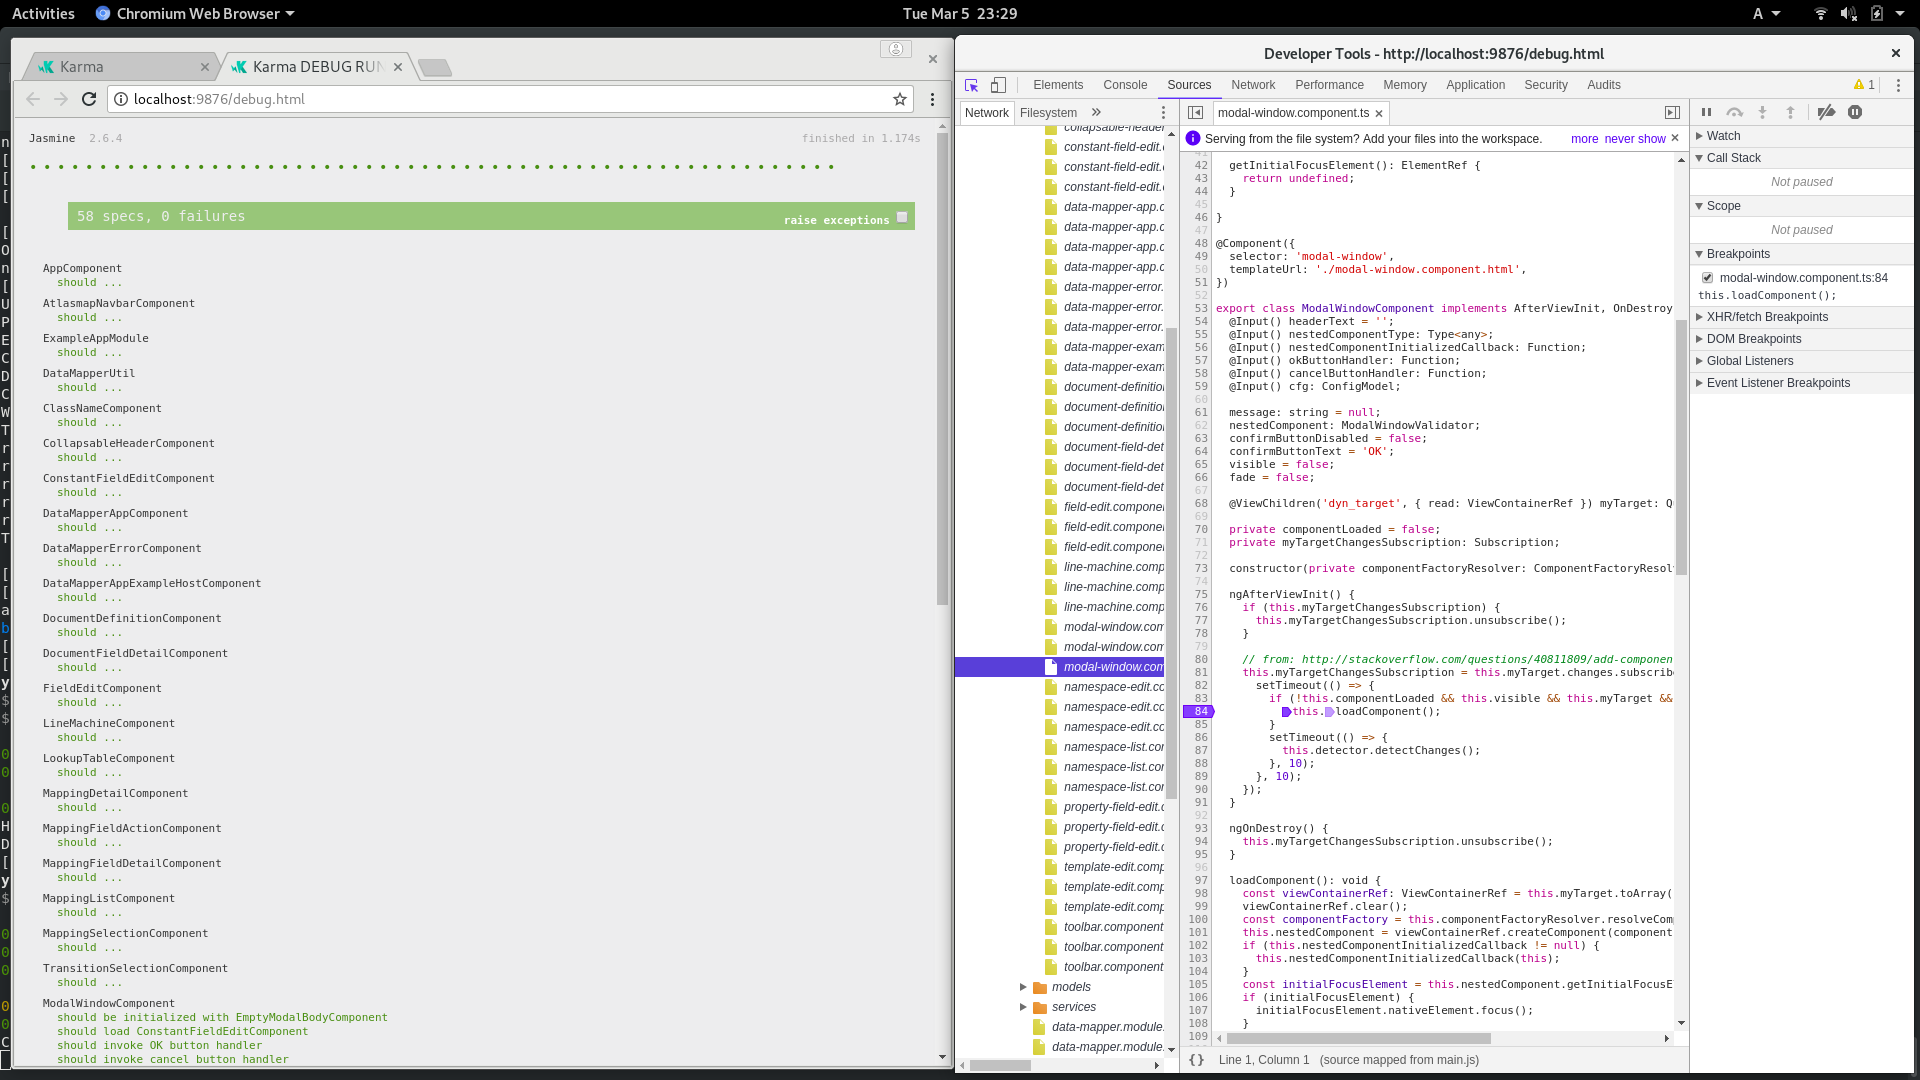 Activities
Chromium Web Browser
Tue Mar 5 23:29
A
Karma
Karma DEBUG RUN
localhost:9876/debug.html
Jasmine 2.6.4
finished in 1.174s
58 specs, 0 failures
raise exceptions
AppComponent
should ...
AtlasmapNavbarComponent
should ...
ExampleAppModule
should ...
DataMapperUtil
should ...
ClassNameComponent
should ...
CollapsableHeaderComponent
should ...
ConstantFieldEditComponent
should ...
DataMapperAppComponent
should ...
DataMapperErrorComponent
should ...
DataMapperAppExampleHostComponent
should ...
DocumentDefinitionComponent
should ...
DocumentFieldDetailComponent
should ...
FieldEditComponent
should ...
LineMachineComponent
should ...
LookupTableComponent
should ...
MappingDetailComponent
should ...
MappingFieldActionComponent
should ...
MappingFieldDetailComponent
should ...
MappingListComponent
should ...
MappingSelectionComponent
should ...
TransitionSelectionComponent
should ...
ModalWindowComponent
should be initialized with EmptyModalBodyComponent
should load ConstantFieldEditComponent
should invoke OK button handler
should invoke cancel button handler
Developer Tools - http://localhost:9876/debug.html
Elements Console Sources Network Performance Memory Application Security Audits 1
Network Filesystem »
collapsable-header
constant-field-edit.c
constant-field-edit.c
constant-field-edit.c
data-mapper-app.c
data-mapper-app.c
data-mapper-app.c
data-mapper-app.c
data-mapper-error.
data-mapper-error.
data-mapper-error.
data-mapper-exam
data-mapper-exam
document-definition
document-definition
document-definition
document-field-det
document-field-det
document-field-det
field-edit.componen
field-edit.componen
field-edit.componen
line-machine.comp
line-machine.comp
line-machine.comp
modal-window.com
modal-window.com
modal-window.com
namespace-edit.co
namespace-edit.co
namespace-edit.co
namespace-list.con
namespace-list.con
namespace-list.con
property-field-edit.c
property-field-edit.c
property-field-edit.c
template-edit.comp
template-edit.comp
template-edit.comp
toolbar.component
toolbar.component
toolbar.component
models
services
data-mapper.module.
data-mapper.module.
modal-window.component.ts
Serving from the file system? Add your files into the workspace. more never show
41
42 getInitialFocusElement(): ElementRef {
43 return undefined;
44 }
45
46 }
47
48 @Component({
49 selector: 'modal-window',
50 templateUrl: './modal-window.component.html',
51 })
52
53 export class ModalWindowComponent implements AfterViewInit, OnDestroy
54 @Input() headerText = '';
55 @Input() nestedComponentType: Type<any>;
56 @Input() nestedComponentInitializedCallback: Function;
57 @Input() okButtonHandler: Function;
58 @Input() cancelButtonHandler: Function;
59 @Input() cfg: ConfigModel;
60
61 message: string = null;
62 nestedComponent: ModalWindowValidator;
63 confirmButtonDisabled = false;
64 confirmButtonText = 'OK';
65 visible = false;
66 fade = false;
67
68 @ViewChildren('dyn_target', { read: ViewContainerRef }) myTarget: Q
69
70 private componentLoaded = false;
71 private myTargetChangesSubscription: Subscription;
72
73 constructor(private componentFactoryResolver: ComponentFactoryResol
74
75 ngAfterViewInit() {
76 if (this.myTargetChangesSubscription) {
77 this.myTargetChangesSubscription.unsubscribe();
78 }
79
80 // from: http://stackoverflow.com/questions/40811809/add-componen
81 this.myTargetChangesSubscription = this.myTarget.changes.subscribe
82 setTimeout(() => {
83 if (!this.componentLoaded && this.visible && this.myTarget &&
84 this.loadComponent();
85 }
86 setTimeout(() => {
87 this.detector.detectChanges();
88 }, 10);
89 }, 10);
90 });
91 }
92
93 ngOnDestroy() {
94 this.myTargetChangesSubscription.unsubscribe();
95 }
96
97 loadComponent(): void {
98 const viewContainerRef: ViewContainerRef = this.myTarget.toArray(
99 viewContainerRef.clear();
100 const componentFactory = this.componentFactoryResolver.resolveCom
101 this.nestedComponent = viewContainerRef.createComponent(component
102 if (this.nestedComponentInitializedCallback != null) {
103 this.nestedComponentInitializedCallback(this);
104 }
105 const initialFocusElement = this.nestedComponent.getInitialFocusE
106 if (initialFocusElement) {
107 initialFocusElement.nativeElement.focus();
108 }
109
{} Line 1, Column 1 (source mapped from main.js)
Watch
Call Stack
Not paused
Scope
Not paused
Breakpoints
modal-window.component.ts:84
this.loadComponent();
XHR/fetch Breakpoints
DOM Breakpoints
Global Listeners
Event Listener Breakpoints